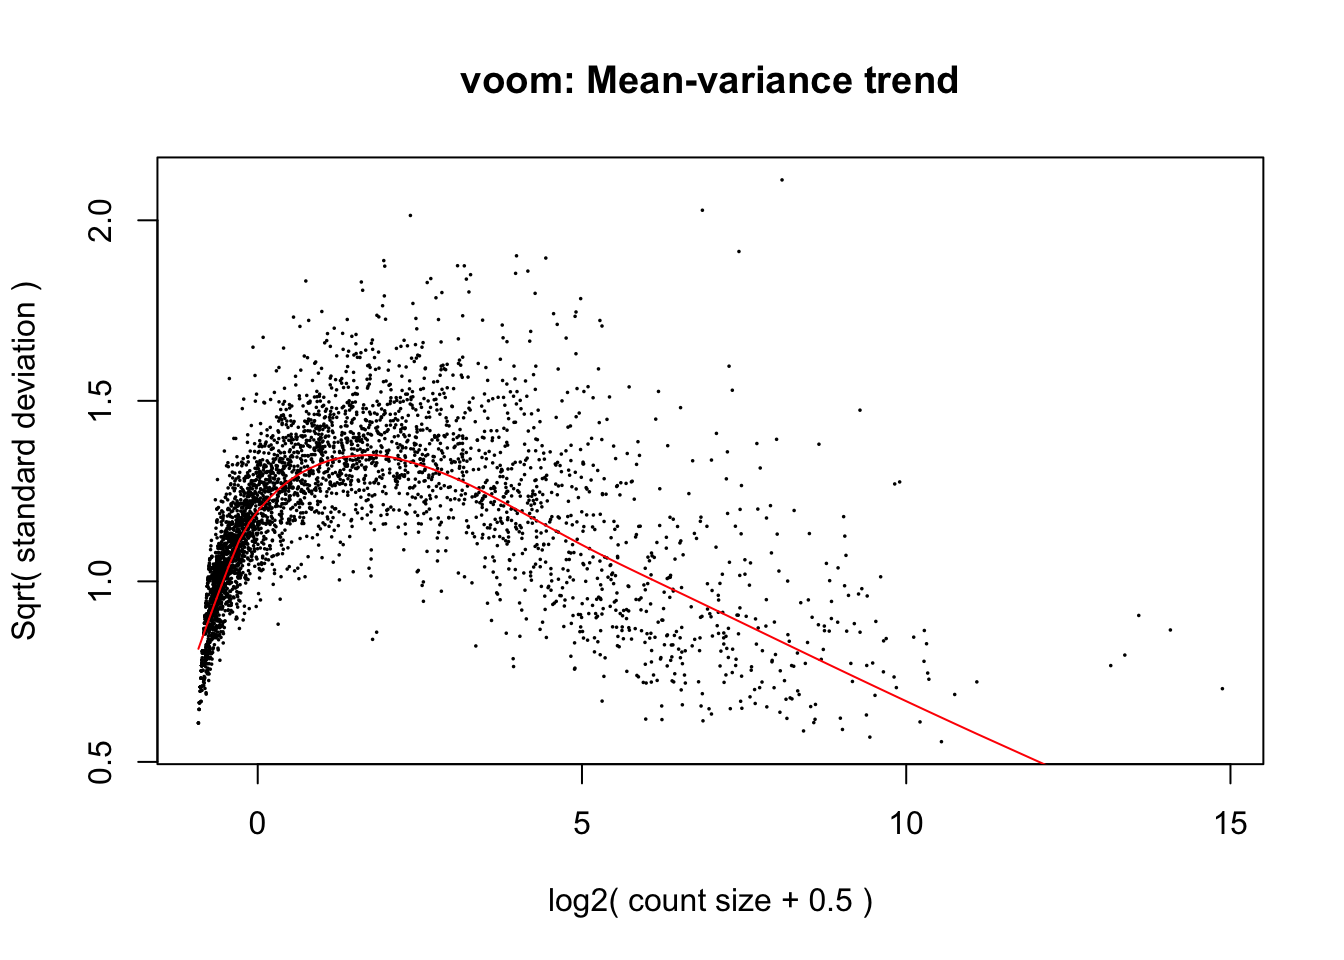 voom: Mean-variance trend
Sqrt( standard deviation )
2.0
1.5
1.0
0.5
0
5
10
15
log2( count size + 0.5 )